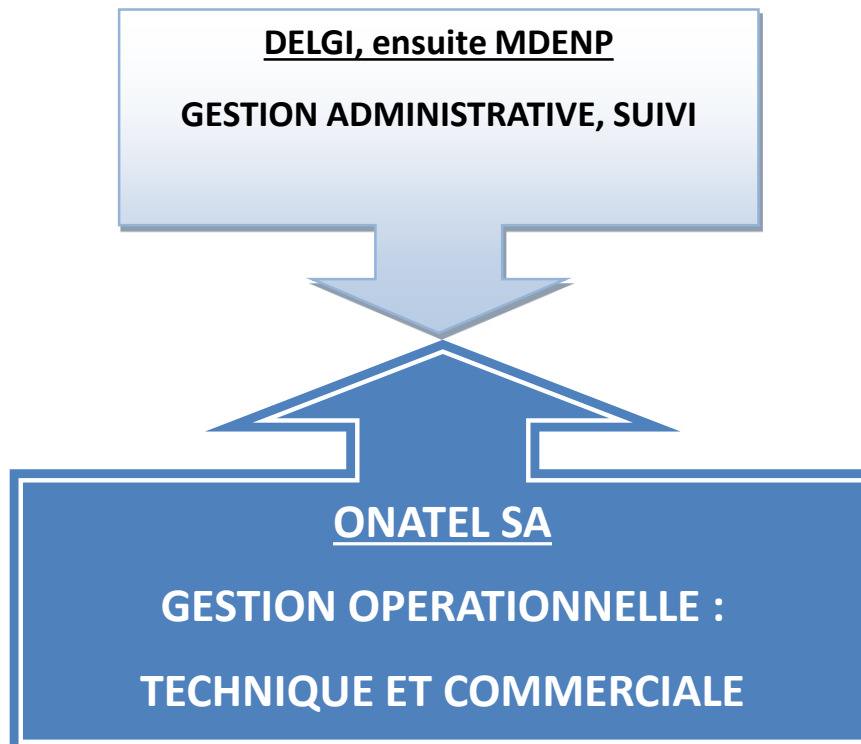 DELGI, ensuite MDENP
GESTION ADMINISTRATIVE, SUIVI
ONATEL SA
GESTION OPERATIONNELLE :
TECHNIQUE ET COMMERCIALE